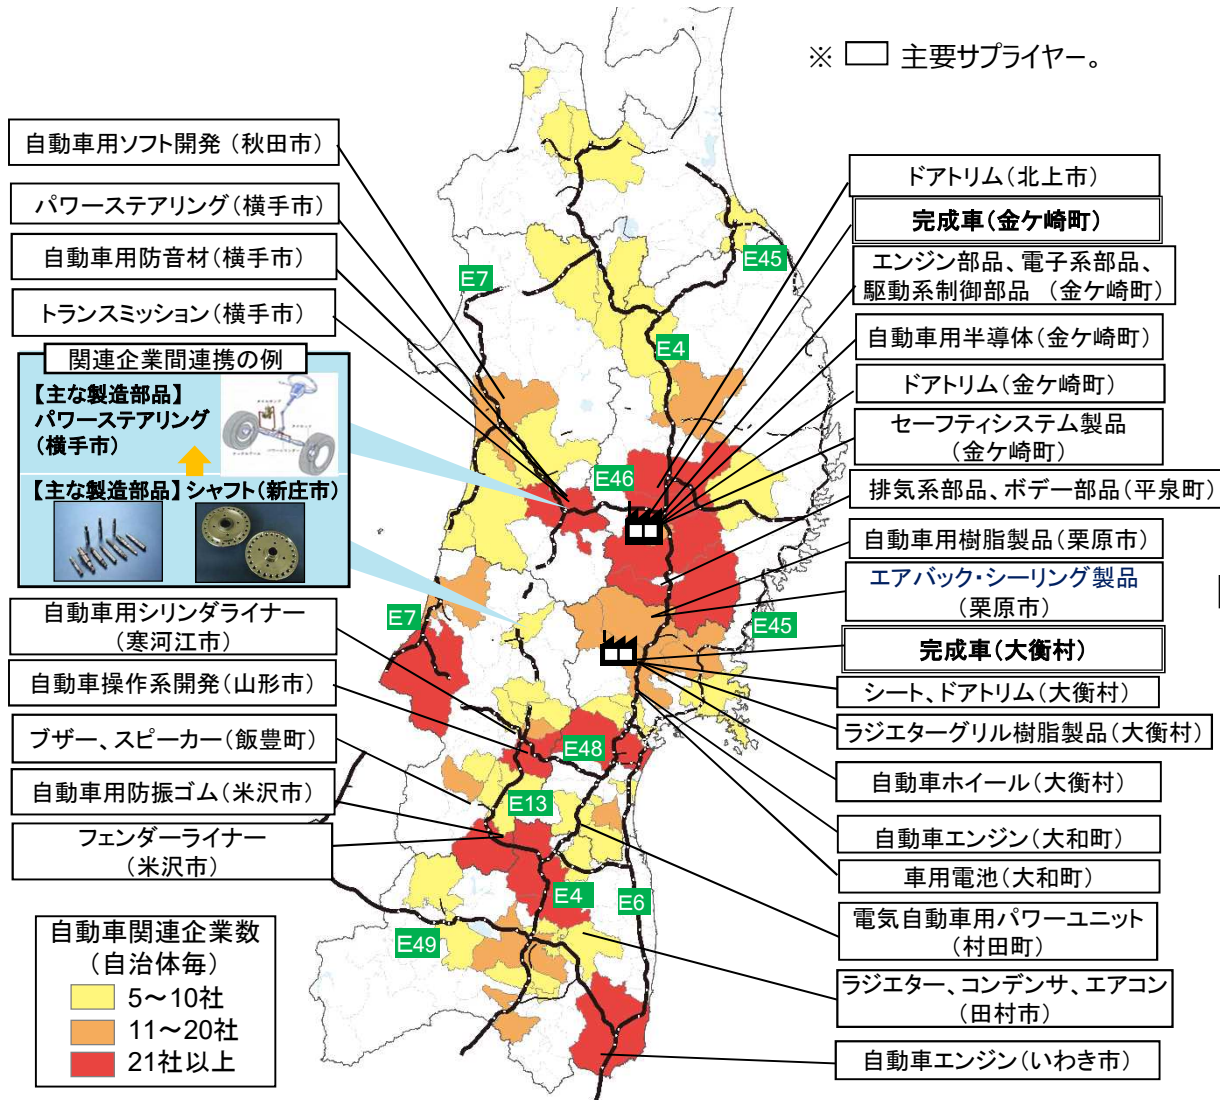 ※ 主要サプライヤー。
自動車用ソフト開発(秋田市)
パワーステアリング(横手市)
自動車用防音材(横手市)
トランスミッション(横手市)
関連企業間連携の例
【主な製造部品】
パワーステアリング
(横手市)
【主な製造部品】シャフト(新庄市)
自動車用シリンダライナー
(寒河江市)
自動車操作系開発(山形市)
ブザー、スピーカー(飯豊町)
自動車用防振ゴム(米沢市)
フェンダーライナー
(米沢市)
自動車関連企業数
(自治体毎)
5～10社
11～20社
21社以上
E7
E45
E4
E46
E7
E45
E48
E13
E4
E6
E49
ドアトリム(北上市)
完成車(金ケ崎町)
エンジン部品、電子系部品、
駆動系制御部品 (金ケ崎町)
自動車用半導体(金ケ崎町)
ドアトリム(金ケ崎町)
セーフティシステム製品
(金ケ崎町)
排気系部品、ボデー部品(平泉町)
自動車用樹脂製品(栗原市)
エアバック・シーリング製品
(栗原市)
完成車(大衡村)
シート、ドアトリム(大衡村)
ラジエターグリル樹脂製品(大衡村)
自動車ホイール(大衡村)
自動車エンジン(大和町)
車用電池(大和町)
電気自動車用パワーユニット
(村田町)
ラジエター、コンデンサ、エアコン
(田村市)
自動車エンジン(いわき市)